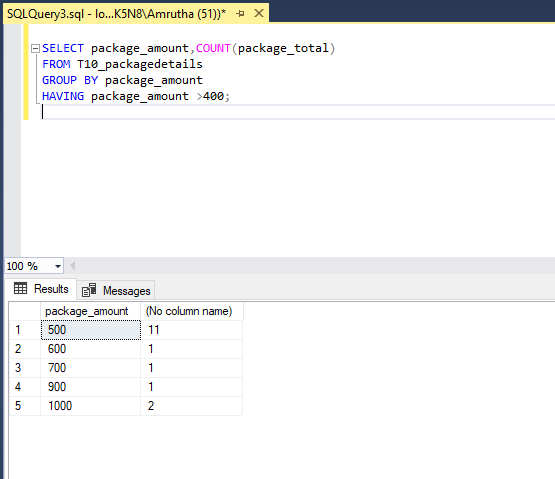 SQLQuery3.sql - lo...K5N8\Amrutha (51))*
SELECT package_amount,COUNT(package_total)
FROM T10_packagedetails
GROUP BY package_amount
HAVING package_amount >400;
100 %
Results Messages
package_amount (No column name)
1 500 11
2 600 1
3 700 1
4 900 1
5 1000 2